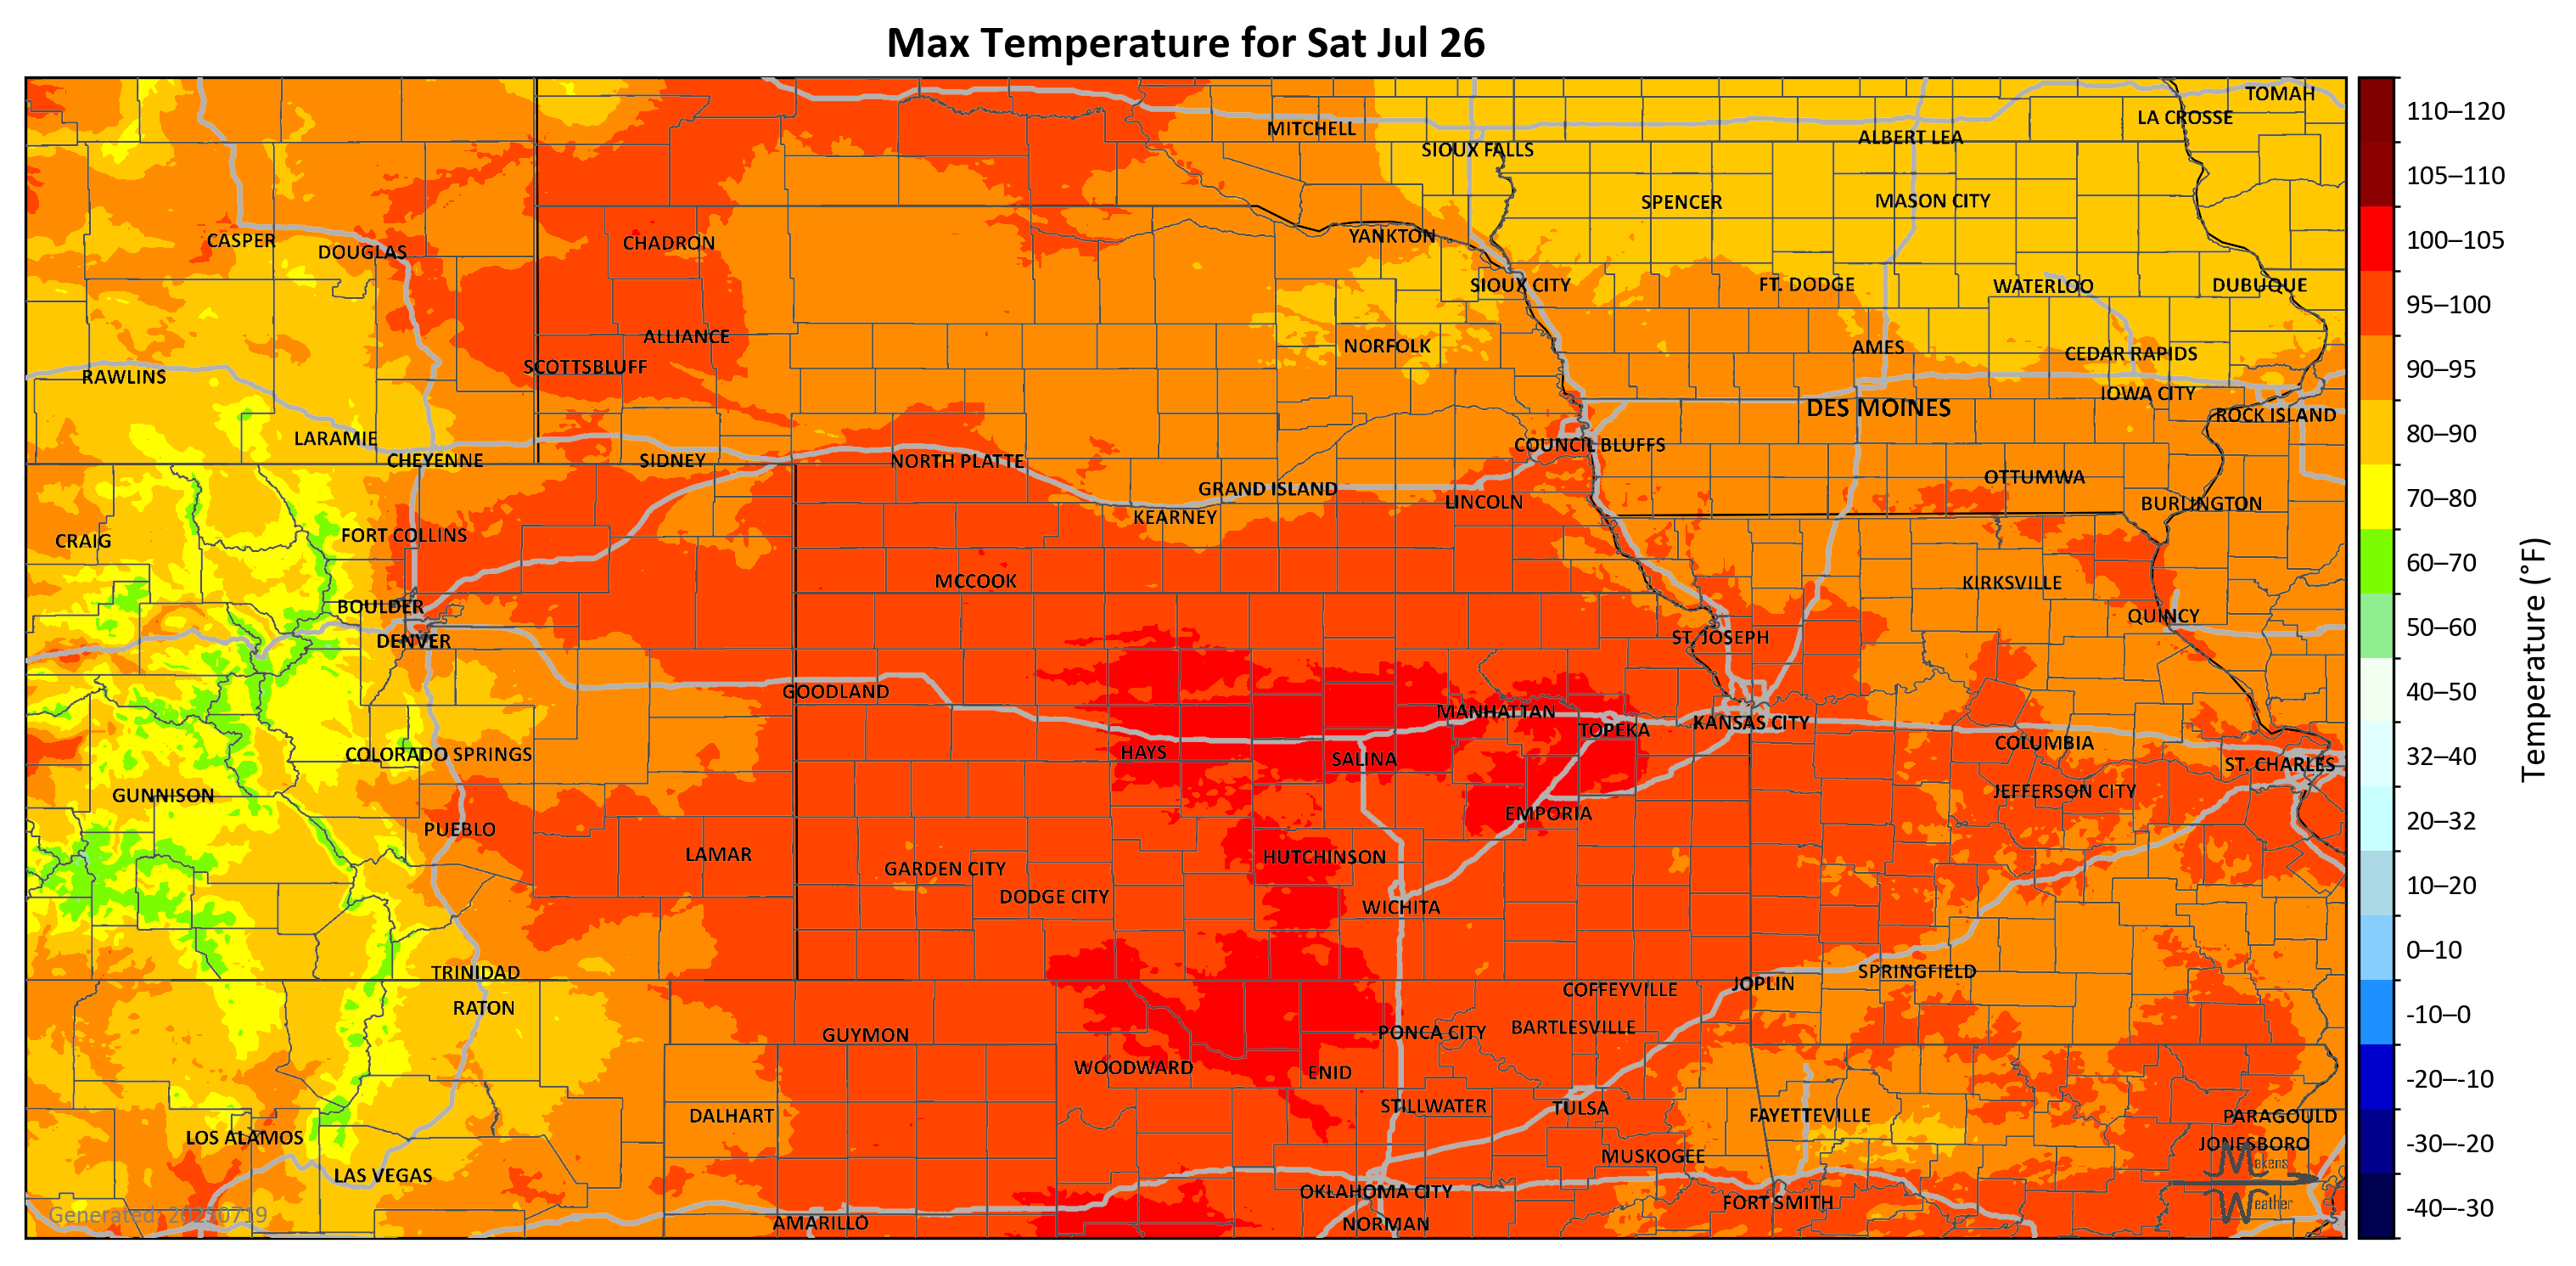 Max Temperature for Sat Jul 26
TOMAH
LA CROSSE
MITCHELL
ALBERT LEA
SIOUX FALLS
SPENCER
MASON CITY
CASPER
DOUGLAS
CHADRON
YANKTON
SIOUX CITY
FT. DODGE
WATERLOO
DUBUQUE
ALLIANCE
NORFOLK
AMES
CEDAR RAPIDS
SCOTTSBLUFF
RAWLINS
IOWA CITY
DES MOINES
ROCK ISLAND
LARAMIE
COUNCIL BLUFFS
CHEYENNE
SIDNEY
NORTH PLATTE
OTTUMWA
GRAND ISLAND
LINCOLN
BURLINGTON
KEARNEY
FORT COLLINS
CRAIG
MCCOOK
KIRKSVILLE
BOULDER
QUINCY
DENVER
ST. JOSEPH
GOODLAND
MANHATTAN
KANSAS CITY
TOPEKA
COLUMBIA
HAYS
COLORADO SPRINGS
SALINA
ST. CHARLES
GUNNISON
JEFFERSON CITY
EMPORIA
PUEBLO
LAMAR
HUTCHINSON
GARDEN CITY
DODGE CITY
WICHITA
TRINIDAD
SPRINGFIELD
JOPLIN
COFFEYVILLE
RATON
BARTLESVILLE
PONCA CITY
GUYMON
WOODWARD
ENID
STILLWATER
TULSA
DALHART
FAYETTEVILLE
PARAGOULD
LOS ALAMOS
JONESBORO
MUSKOGEE
LAS VEGAS
OKLAHOMA CITY
FORT SMITH
AMARILLO
NORMAN
Generated: 20250719
Makens
Weather
110–120
105–110
100–105
95–100
90–95
80–90
70–80
60–70
50–60
40–50
32–40
20–32
10–20
0–10
-10–0
-20–-10
-30–-20
-40–-30
Temperature (°F)